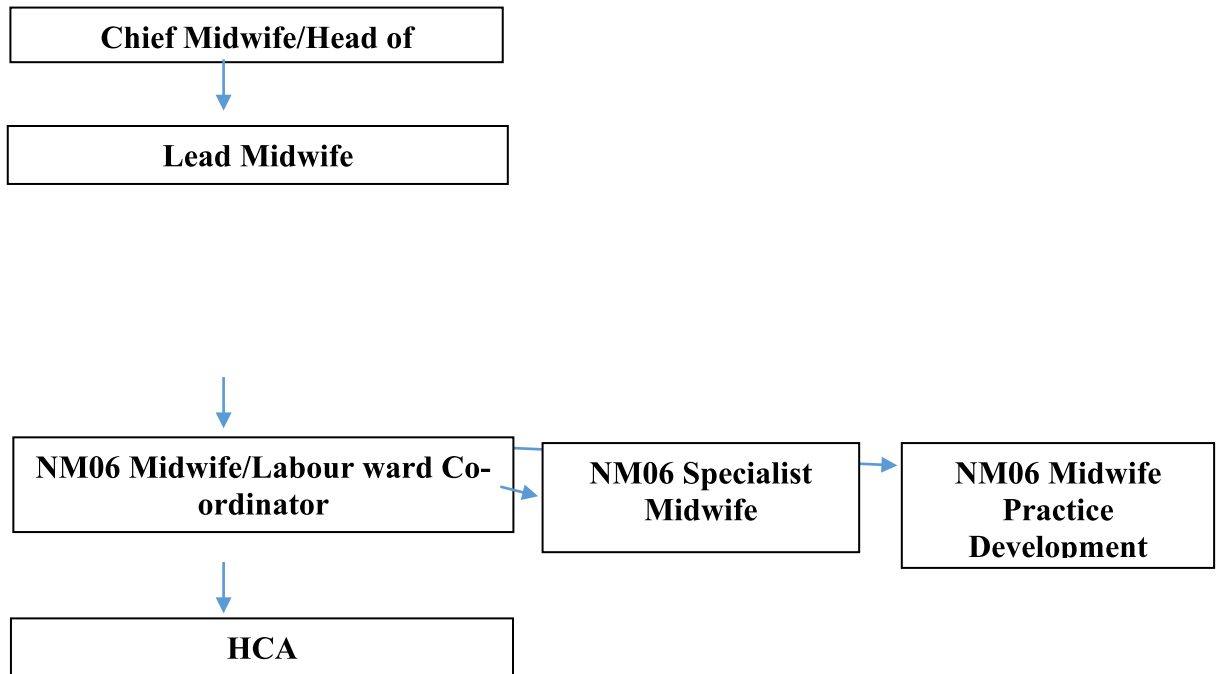 Chief Midwife/Head of
Lead Midwife
NM06 Midwife/Labour ward Co-
ordinator
NM06 Specialist
Midwife
NM06 Midwife
Practice
Development
HCA